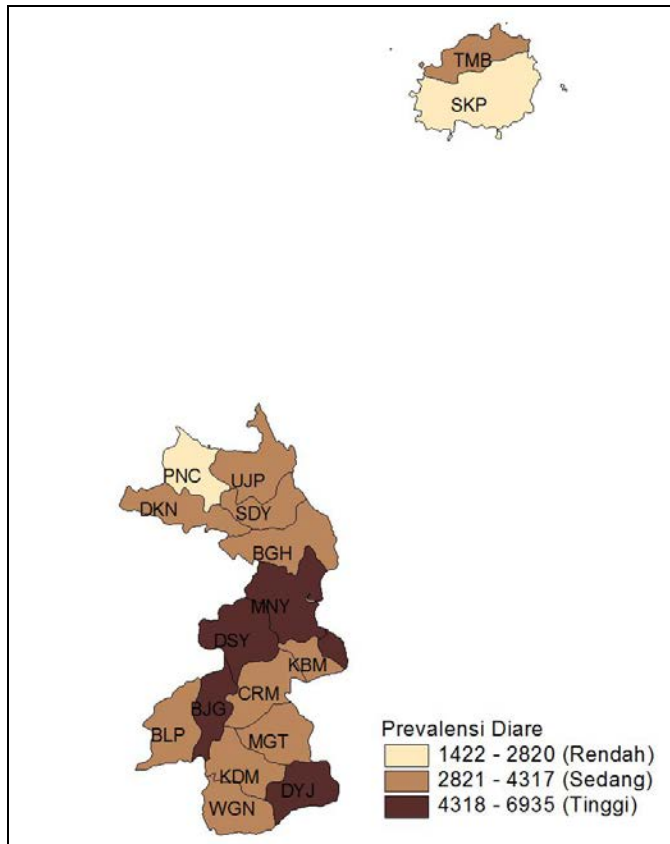 TMB
SKP
PNC
UJP
DKN
SDY
BGH
MNY
DSY
KBM
CRM
BJG
BLP
MGT
KDM
DYJ
WGN
Prevalensi Diare
1422 - 2820 (Rendah)
2821 - 4317 (Sedang)
4318 - 6935 (Tinggi)